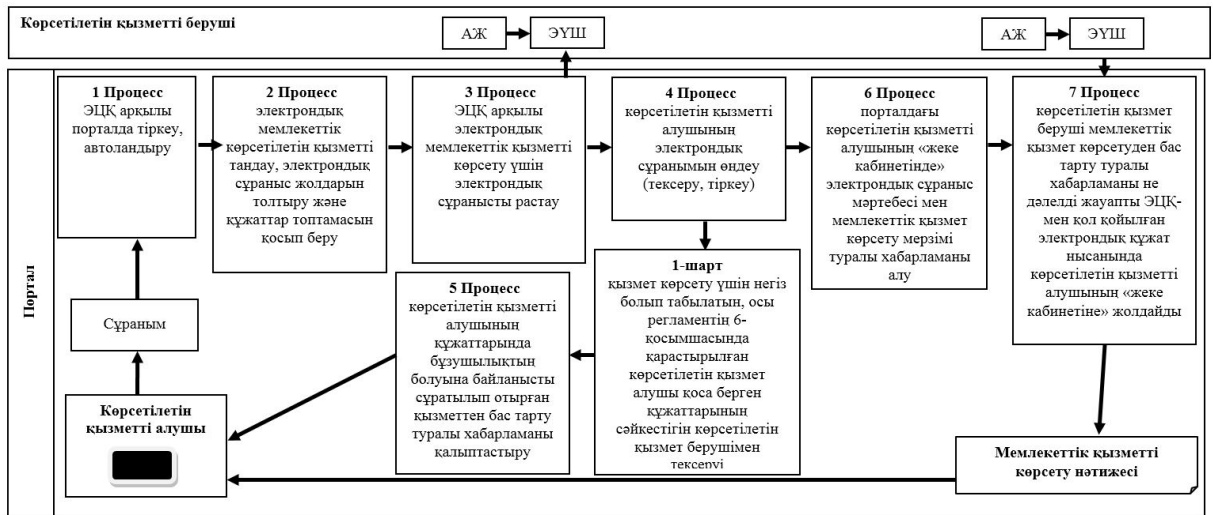 Көрсетілетін қызметті беруші
АЖ
ЭҮШ
АЖ
ЭҮШ
Портал
1 Процесс
ЭЦҚ арқылы
порталда тіркеу,
автоландыру
2 Процесс
электрондық
мемлекеттік
көрсетілетін қызметті
таңдау, электрондық
сұраныс жолдарын
толтыру және
құжаттар топтамасын
қосып беру
3 Процесс
ЭЦҚ арқылы
электрондық
мемлекеттік қызметті
көрсету үшін
электрондық
сұранысты растау
4 Процесс
көрсетілетін қызметті
алушының
электрондық
сұранымын өңдеу
(тексеру, тіркеу)
6 Процесс
порталдағы
көрсетілетін қызметті
алушының «жеке
кабинетінде»
электрондық сұраныс
мәртебесі мен
мемлекеттік қызмет
көрсету мерзімі
туралы хабарламаны
алу
7 Процесс
көрсетілетін қызмет
беруші мемлекеттік
қызмет көрсетуден бас
тарту туралы
хабарламаны не
дәлелді жауапты ЭЦҚ-
мен қол қойылған
электрондық құжат
нысанында
көрсетілетін қызметті
алушының «жеке
кабинетіне» жолдайды
1-шарт
қызмет көрсету үшін негіз
болып табылатын, осы
регламентің 6-
қосымшасында
қарастырылған
көрсетілетін қызмет
алушы қоса берген
құжаттарының
сәйкестігін көрсетілетін
қызмет берушімен
тексеруі
5 Процесс
көрсетілетін қызметті
алушының
құжаттарында
бұзушылықтың
болуына байланысты
сұратылып отырған
қызметтен бас тарту
туралы хабарламаны
қалыптастыру
Сұраным
Көрсетілетін
қызметті алушы
Мемлекеттік қызметті
көрсету нәтижесі